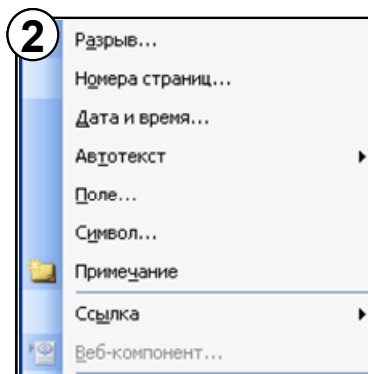 2
Разрыв...
Номера страниц...
Дата и время...
Автотекст
Поле...
Символ...
Примечание
Ссылка
Веб-компонент...